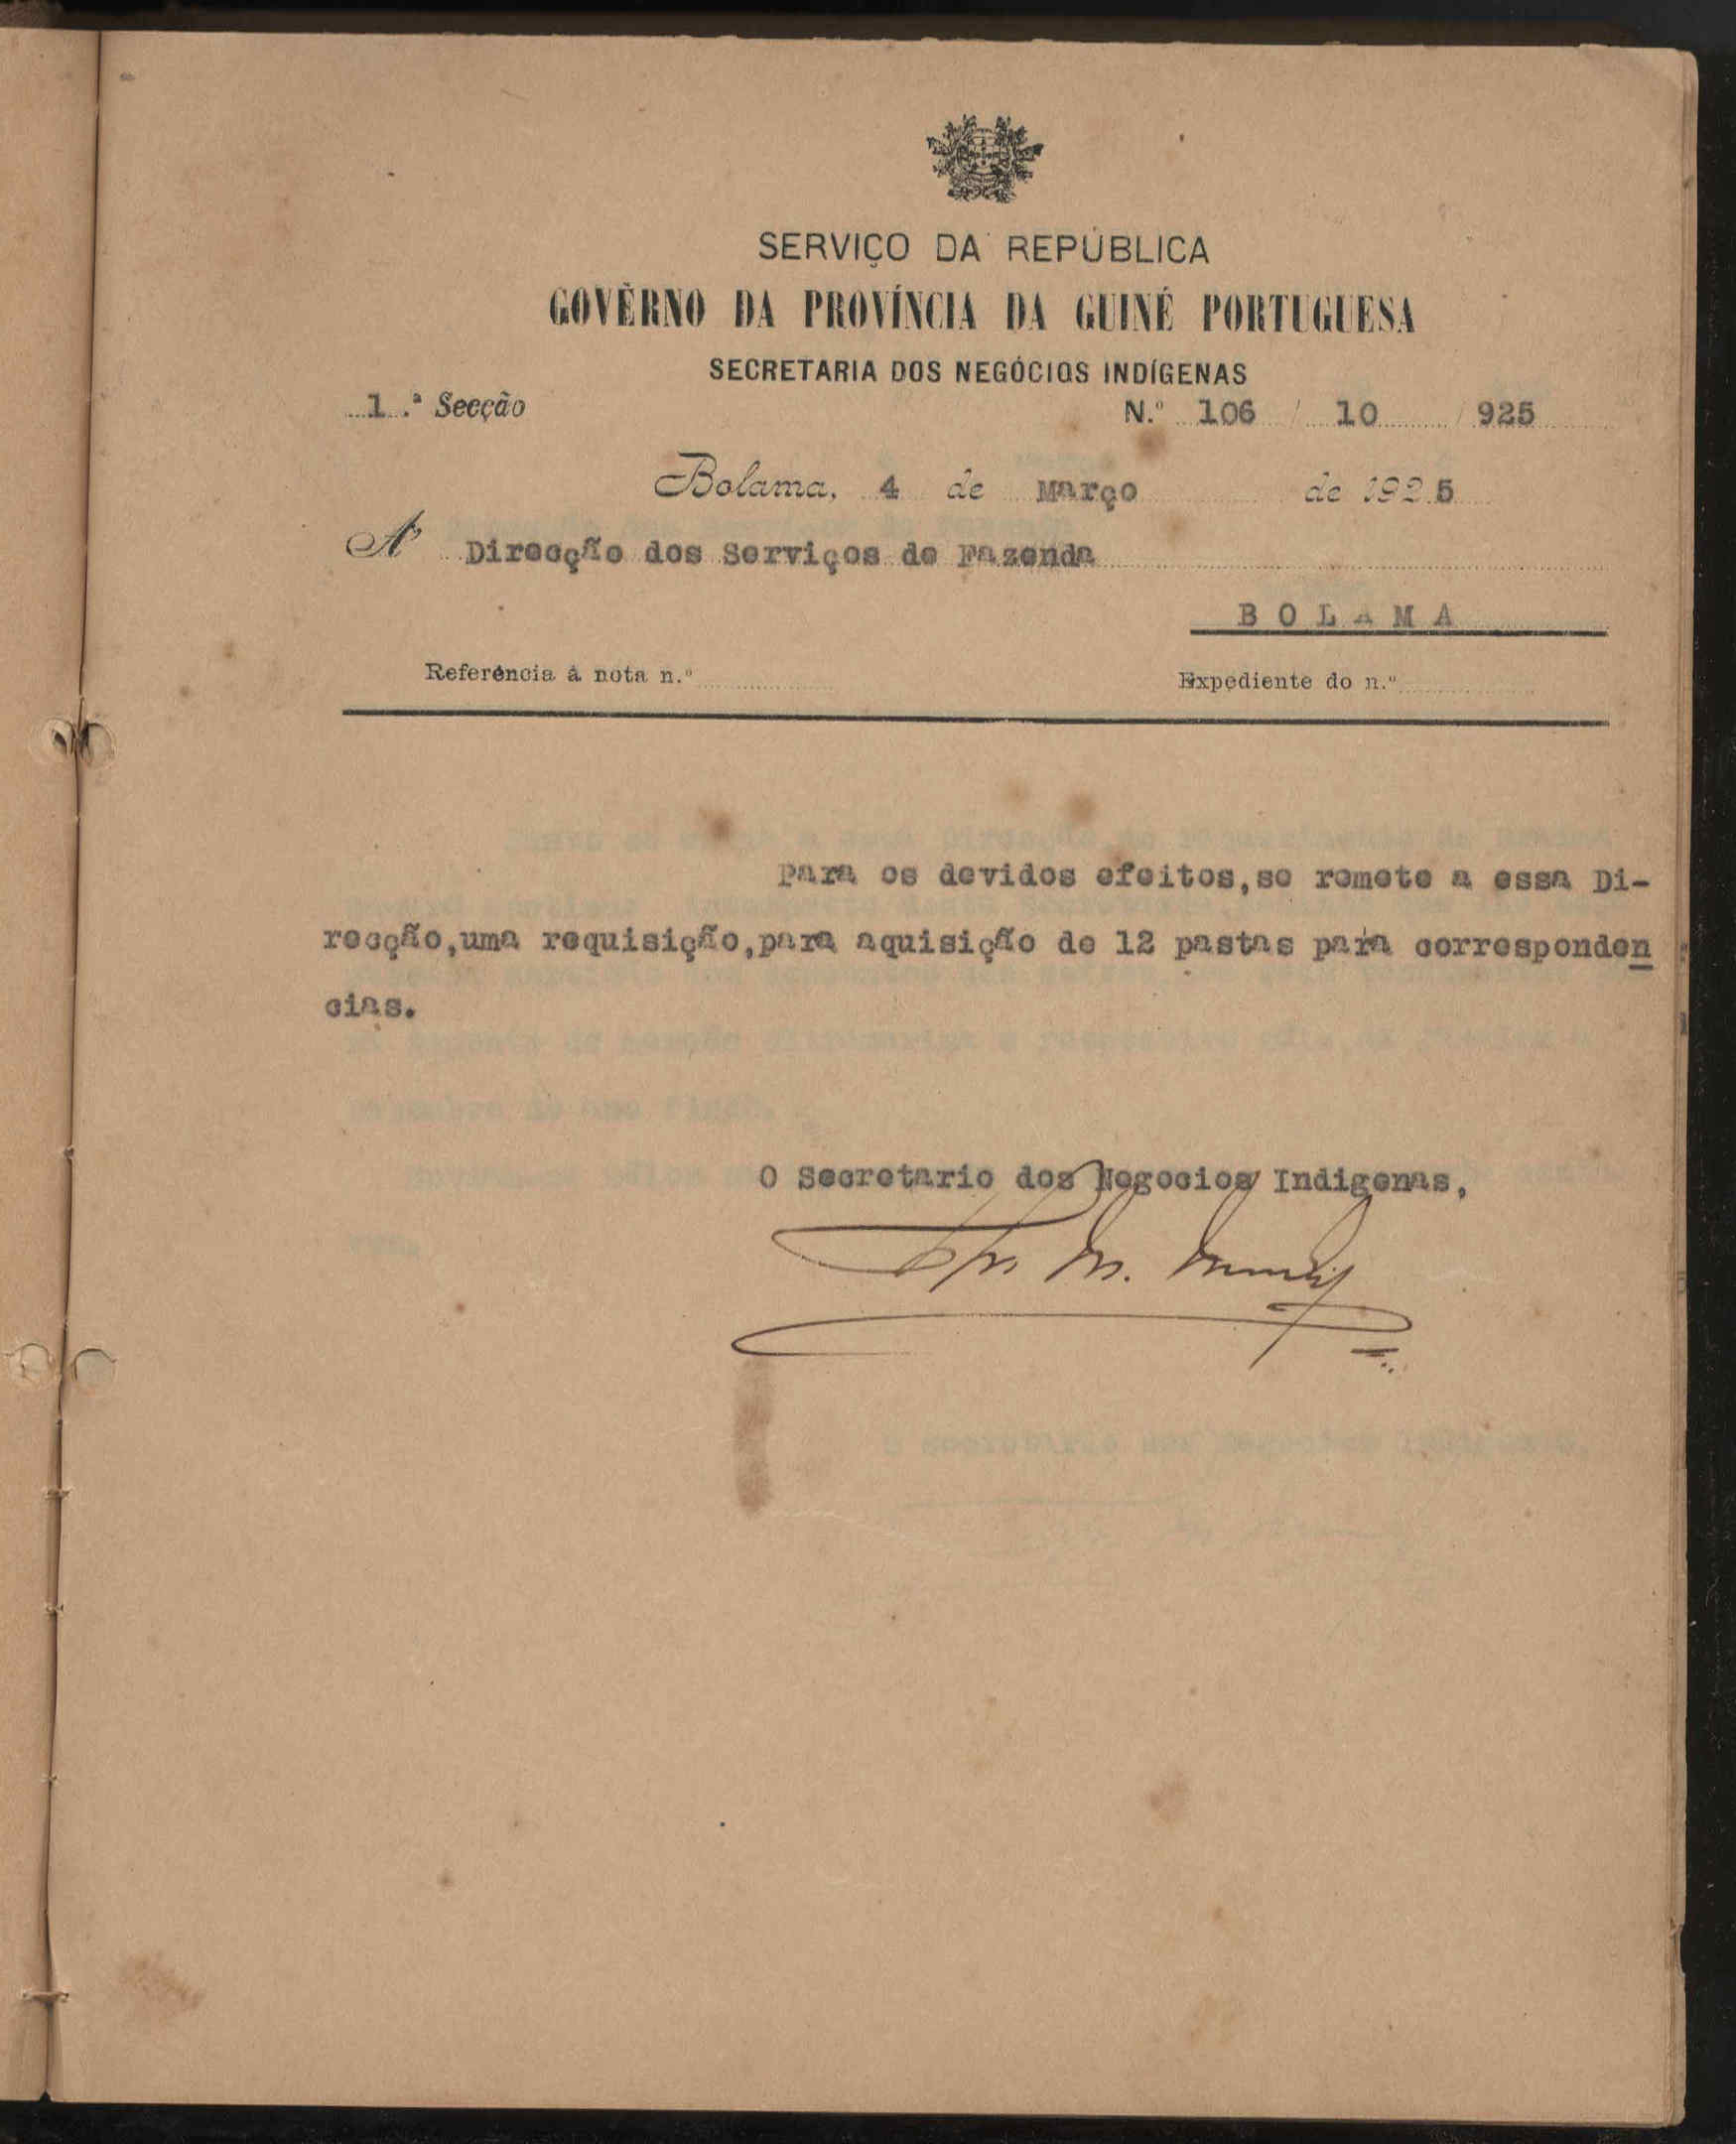 SERVIÇO DA REPÚBLICA
GOVÊRNO DA PROVÍNCIA DA GUINÉ PORTUGUESA
SECRETARIA DOS NEGÓCIOS INDÍGENAS
1.ª Secção N.º 106 / 10 / 925
Bolama, 4 de Março de 1925
A' Direcção dos Serviços de Fazenda
BOLAMA
Referência à nota n.º Expediente do n.º
Para os devidos efeitos,se remete a essa Di-
recção,uma requisição,para aquisição de 12 pastas para corresponden
cias.
O Secretario dos Negocios Indigenas,